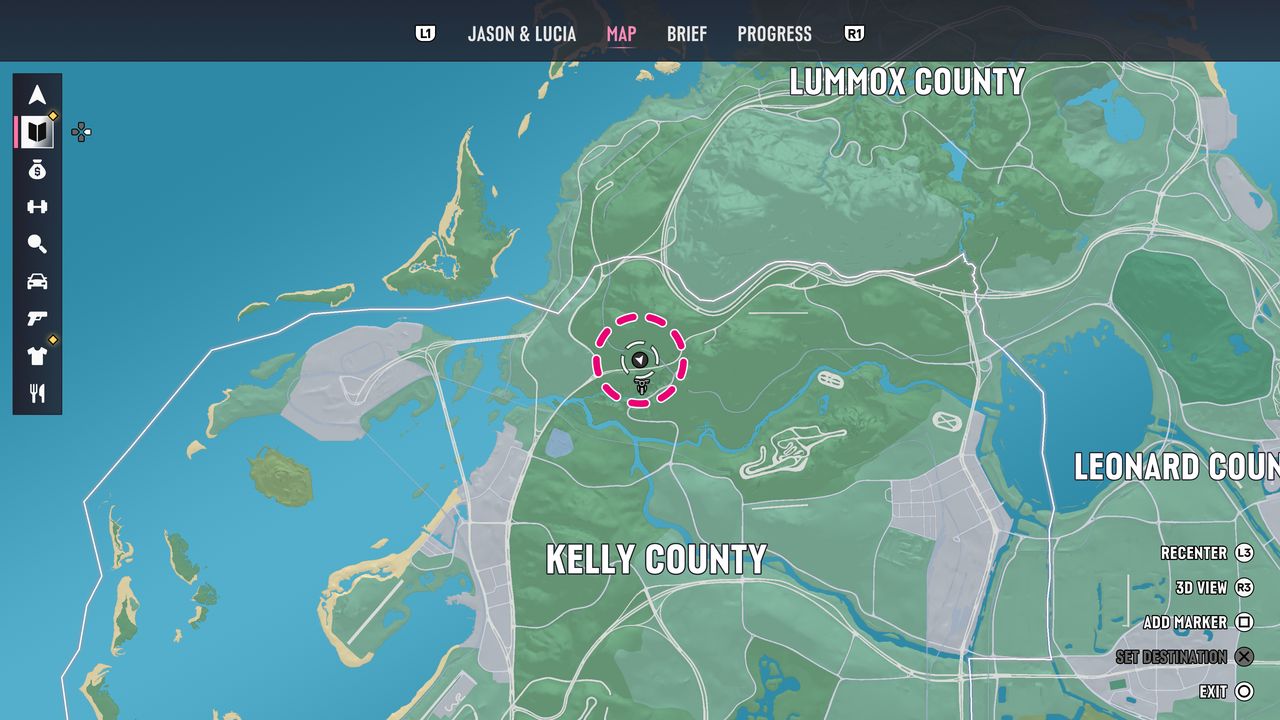 L1 JASON & LUCIA MAP BRIEF PROGRESS R1
LUMMOX COUNTY
$
LEONARD COUN
KELLY COUNTY
RECENTER L3
3D VIEW R3
ADD MARKER
SET DESTINATION
EXIT